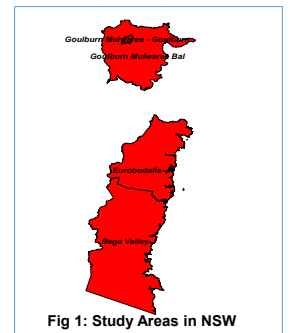 Goulburn Mulwaree - Goulburn
Goulburn Mulwaree Bal
Eurobodalla
Bega Valley
Fig 1: Study Areas in NSW